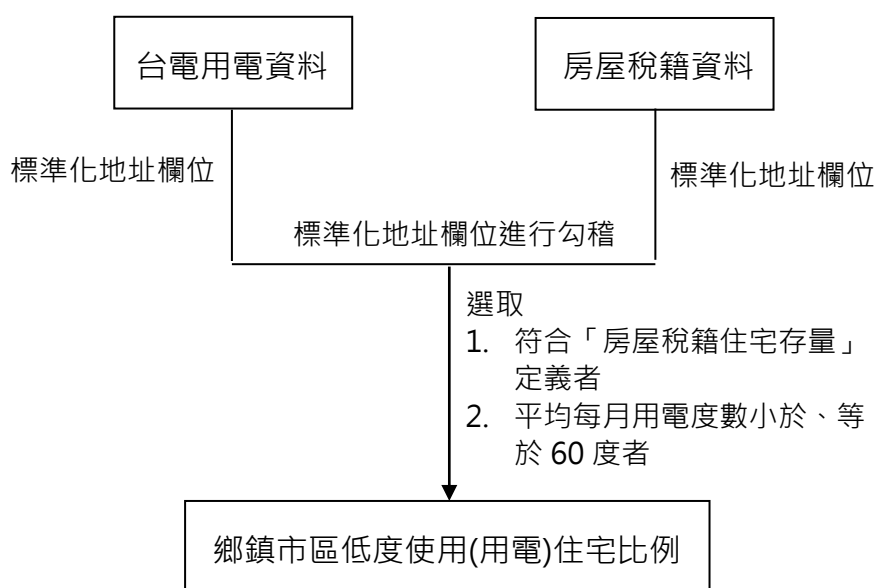 台電用電資料
房屋稅籍資料
標準化地址欄位
標準化地址欄位
標準化地址欄位進行勾稽
選取
1. 符合「房屋稅籍住宅存量」
定義者
2. 平均每月用電度數小於、等
於 60 度者
鄉鎮市區低度使用(用電)住宅比例